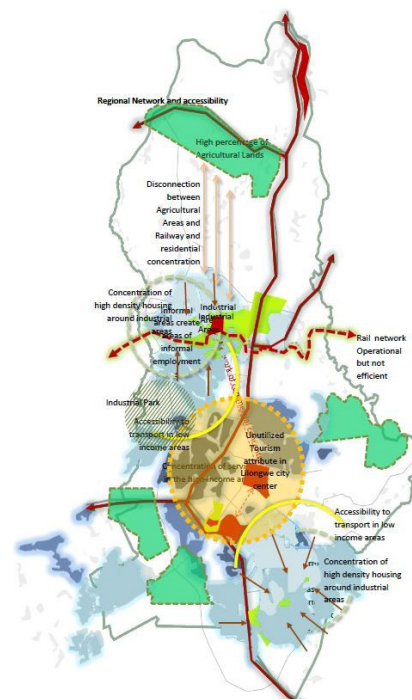 Regional Network and accessibility
High percentage of
Agricultural Lands
Disconnection
between
Agricultural
Areas and
Railway and
residential
concentration
Concentration of
high density housing
around industrial
areas
Industrial
Industrial
Area
Areas
Informal
areas create
areas of
informal
employment
Rail network
Operational
but not
efficient
Industrial Park
Accessibility to
transport in low
income areas
Unutilized
Tourism
attribute in
Lilongwe city
center
Concentration of
in the high-income
Accessibility to
transport in low
income areas
Concentration of
high density housing
around industrial
areas